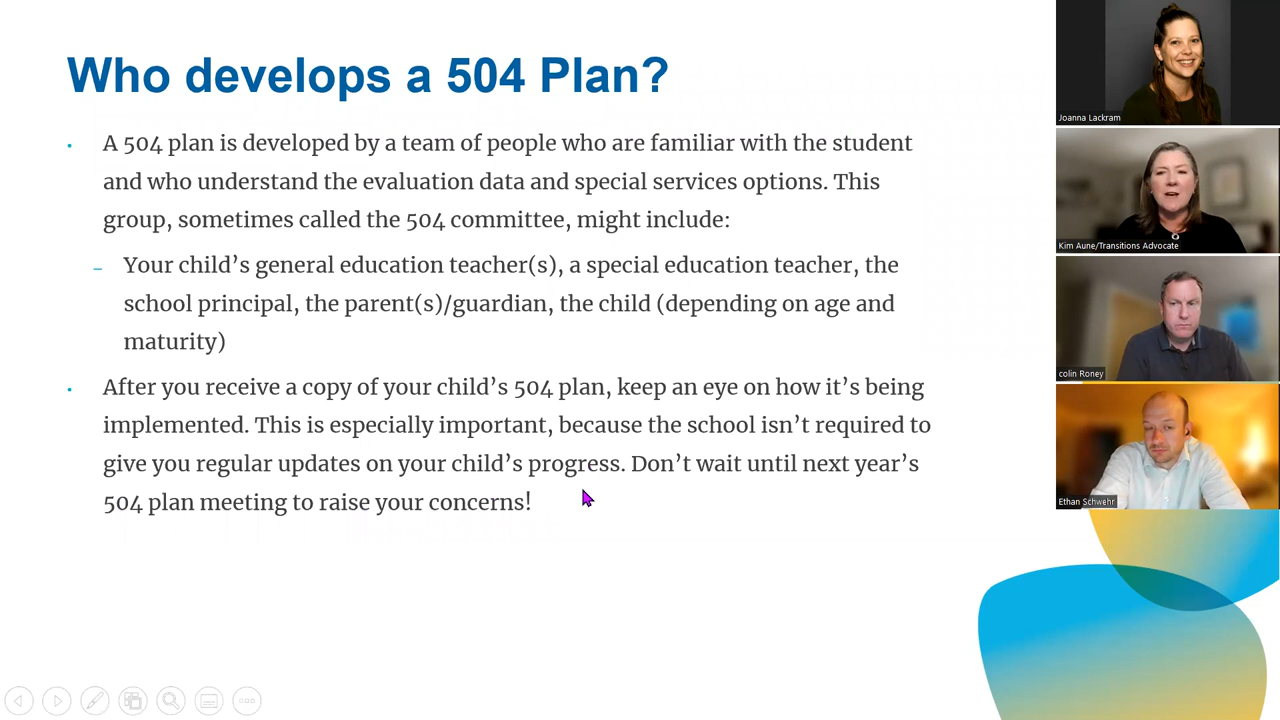 Who develops a 504 Plan?
• A 504 plan is developed by a team of people who are familiar with the student
and who understand the evaluation data and special services options. This
group, sometimes called the 504 committee, might include:
– Your child’s general education teacher(s), a special education teacher, the
school principal, the parent(s)/guardian, the child (depending on age and
maturity)
• After you receive a copy of your child’s 504 plan, keep an eye on how it’s being
implemented. This is especially important, because the school isn’t required to
give you regular updates on your child’s progress. Don’t wait until next year’s
504 plan meeting to raise your concerns!
Joanna Lackram
Kim Aune/Transitions Advocate
colin Roney
Ethan Schwehr